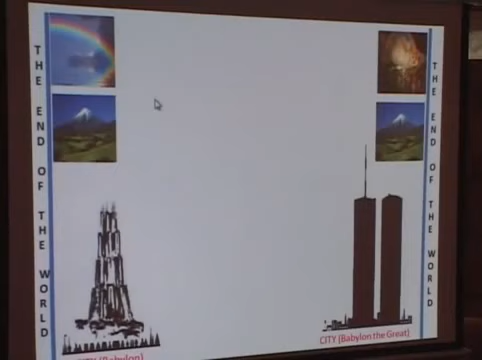 THE END OF THE WORLD
THE END OF THE WORLD
(Babylon)
CITY (Babylon the Great)